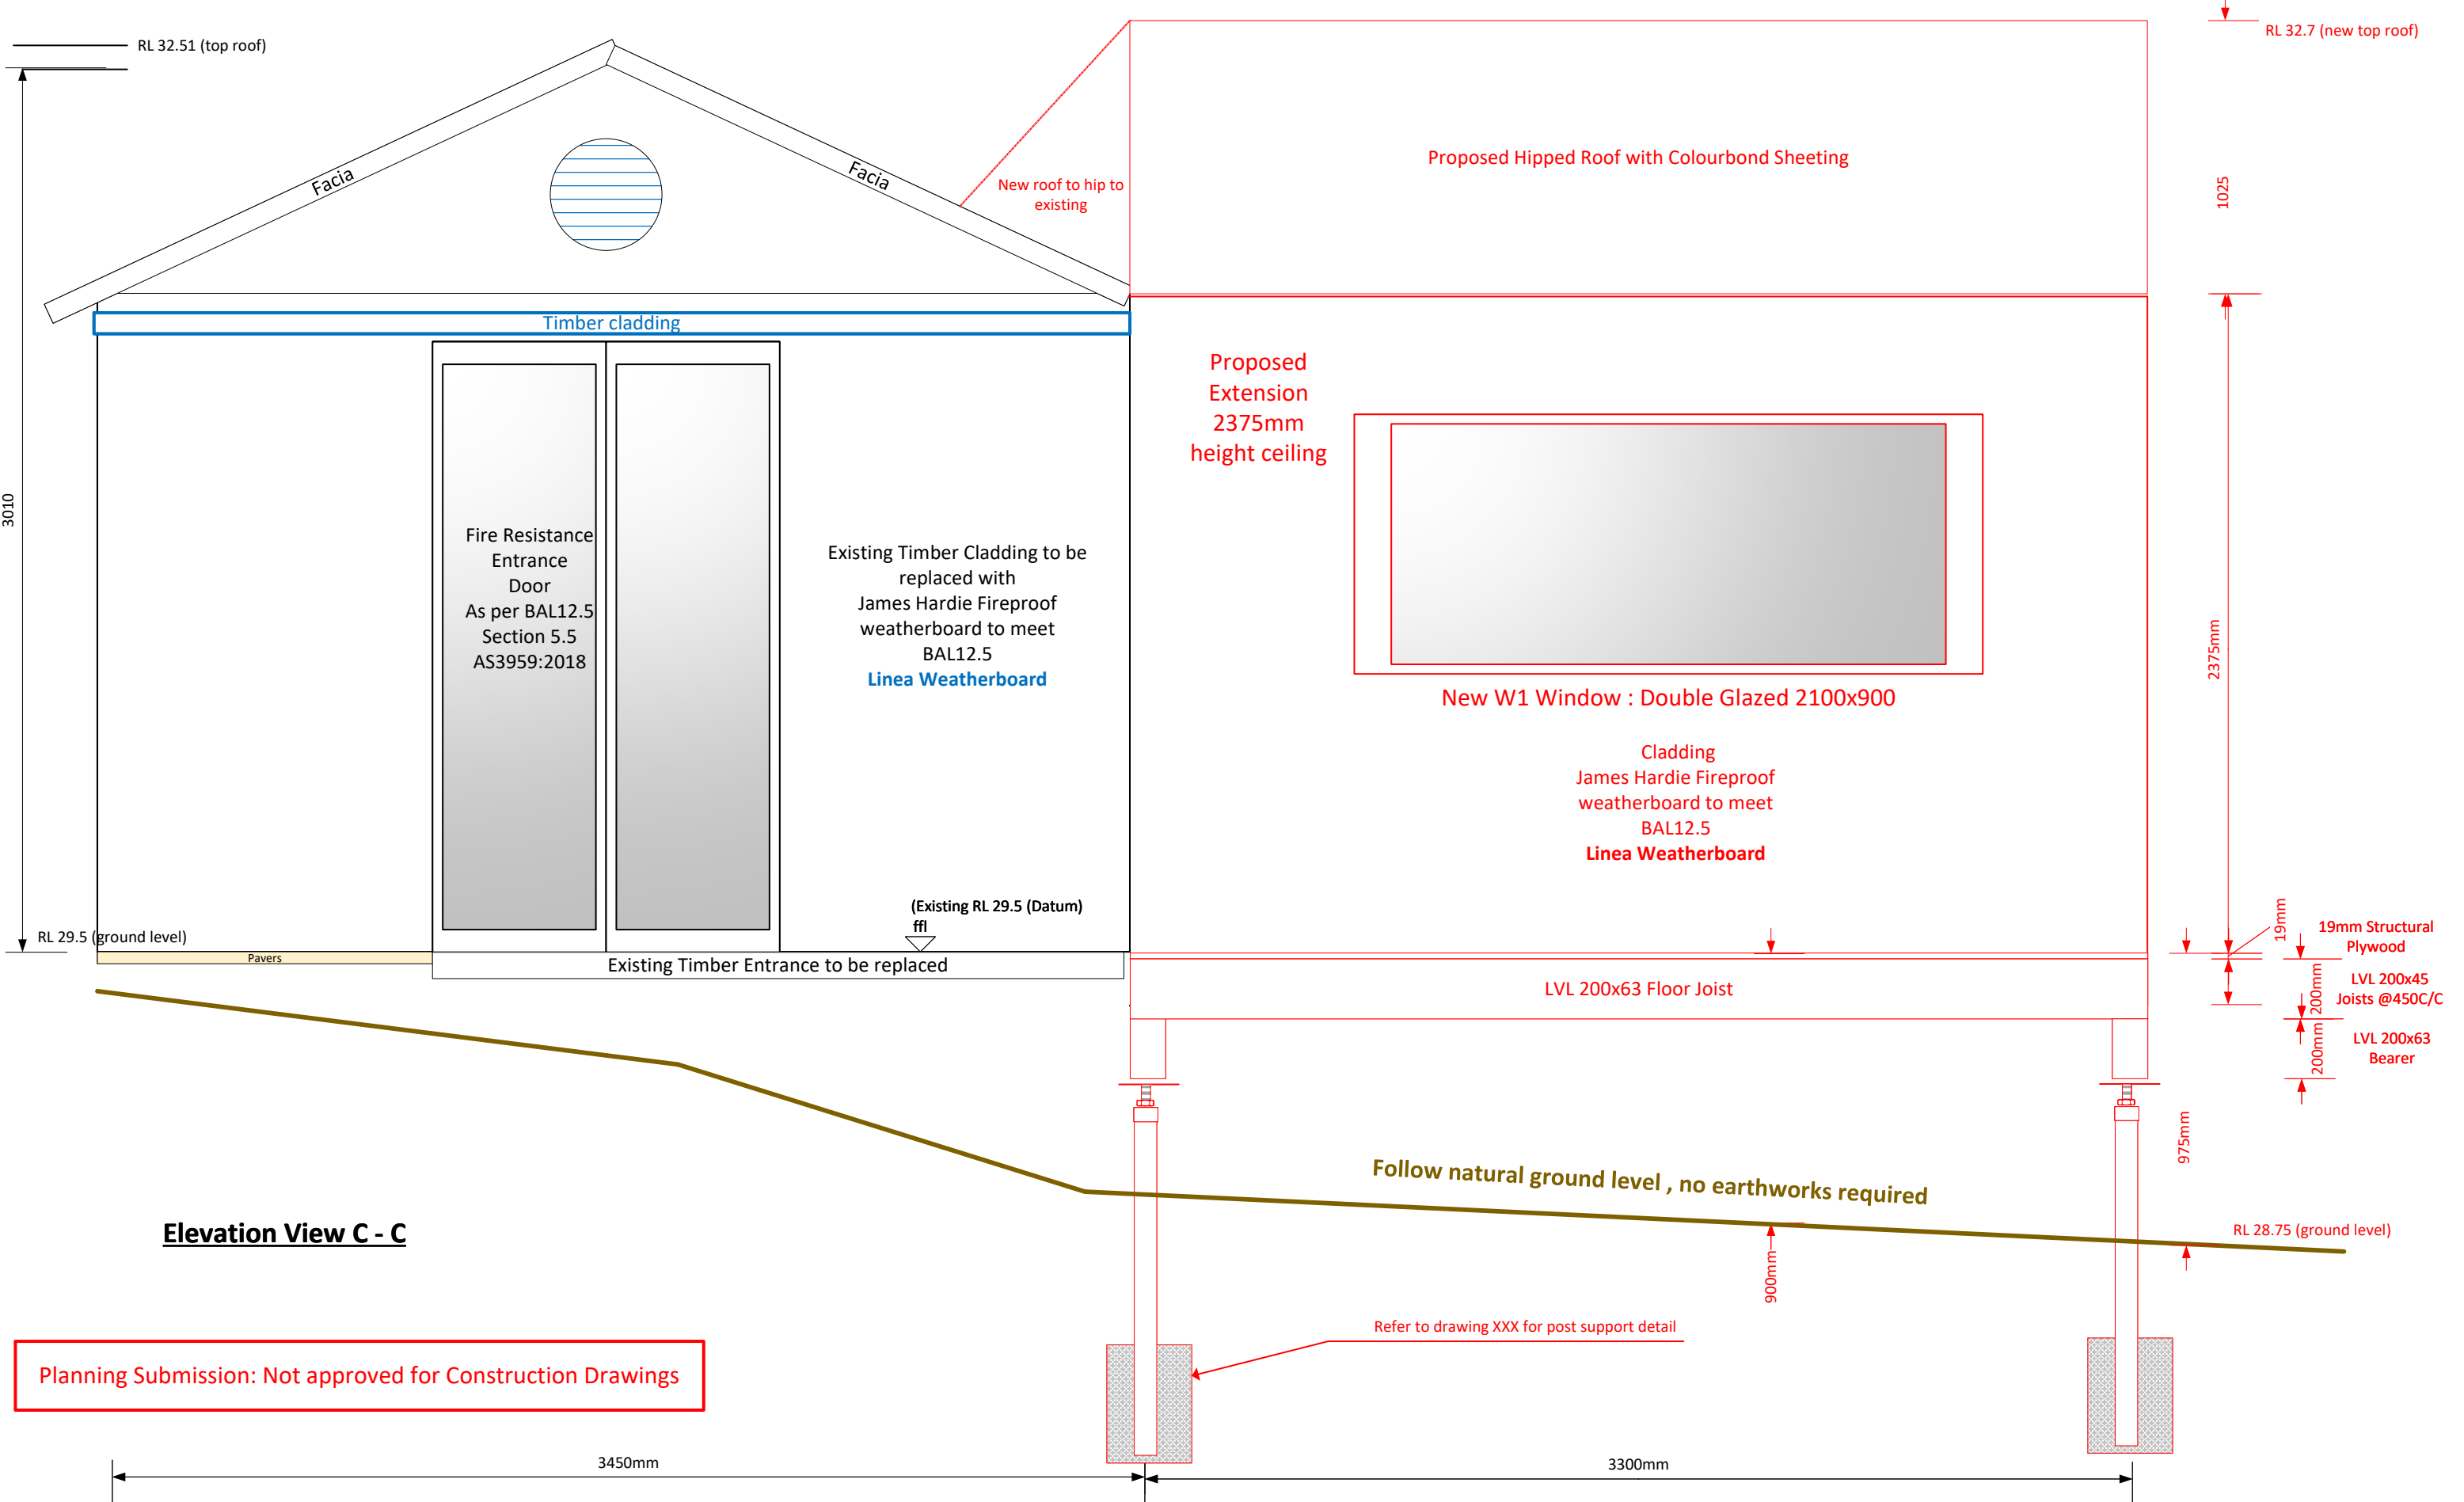 RL 32.51 (top roof)
RL 32.7 (new top roof)
Proposed Hipped Roof with Colourbond Sheeting
Facia
Facia
New roof to hip to
existing
1025
Timber cladding
Proposed
Extension
2375mm
height ceiling
3010
Fire Resistance
Entrance
Door
As per BAL12.5
Section 5.5
AS3959:2018
Existing Timber Cladding to be
replaced with
James Hardie Fireproof
weatherboard to meet
BAL12.5
Linea Weatherboard
2375mm
New W1 Window : Double Glazed 2100x900
Cladding
James Hardie Fireproof
weatherboard to meet
BAL12.5
Linea Weatherboard
(Existing RL 29.5 (Datum)
ffl
RL 29.5 (ground level)
Pavers
Existing Timber Entrance to be replaced
19mm
19mm Structural
Plywood
LVL 200x63 Floor Joist
200mm
LVL 200x45
Joists @450C/C
200mm
LVL 200x63
Bearer
975mm
Follow natural ground level , no earthworks required
RL 28.75 (ground level)
Elevation View C - C
900mm
Refer to drawing XXX for post support detail
Planning Submission: Not approved for Construction Drawings
3450mm
3300mm